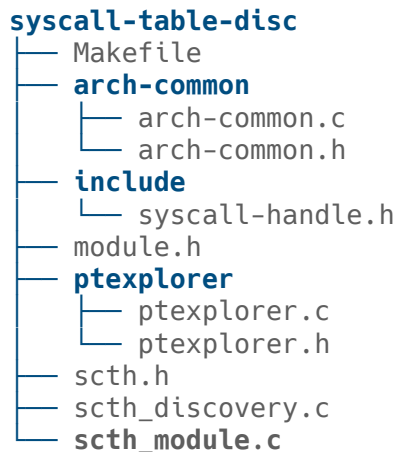 syscall-table-disc
├── Makefile
├── arch-common
│   ├── arch-common.c
│   └── arch-common.h
├── include
│   └── syscall-handle.h
├── module.h
├── ptexplorer
│   ├── ptexplorer.c
│   └── ptexplorer.h
├── scth.h
├── scth_discovery.c
└── scth_module.c